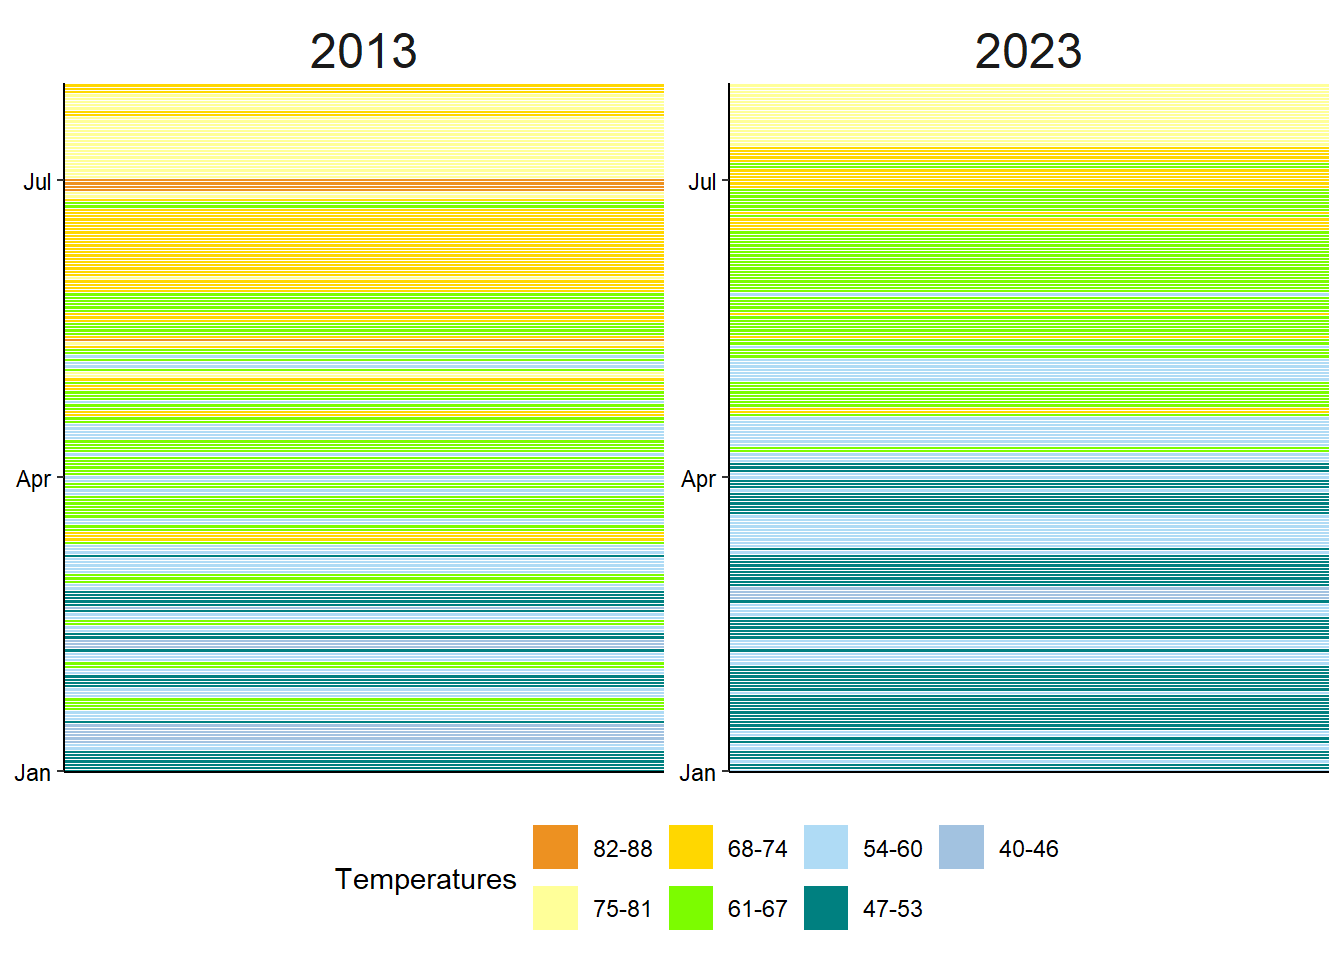 2013
2023
Jul
Jul
Apr
Apr
Jan
Jan
Temperatures
82-88
68-74
54-60
40-46
75-81
61-67
47-53